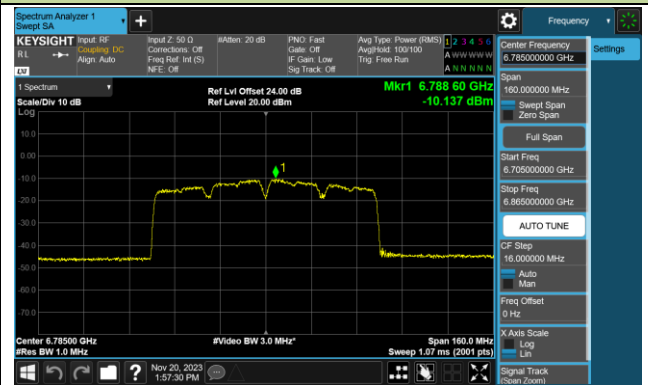 Spectrum Analyzer 1
Swept SA
Frequency
KEYSIGHT
Input: RF
Input Z: 50 Ω
#Atten: 20 dB
PNO: Fast
Avg Type: Power (RMS)
1 2 3 4 5 6
RL
Coupling: DC
Corrections: Off
Gate: Off
Avg|Hold: 100/100
A W W W W W
Align: Auto
Freq Ref: Int (S)
IF Gain: Low
Trig: Free Run
LXI
NFE: Off
Sig Track: Off
A N N N N N
Center Frequency
6.785000000 GHz
Settings
Span
160.000000 MHz
Swept Span
Zero Span
Full Span
Start Freq
6.705000000 GHz
Stop Freq
6.865000000 GHz
AUTO TUNE
CF Step
16.000000 MHz
Auto
Man
Freq Offset
0 Hz
X Axis Scale
Log
Lin
Signal Track
(Span Zoom)
1 Spectrum
Scale/Div 10 dB
Ref Lvl Offset 24.00 dB
Ref Level 20.00 dBm
Mkr1 6.788 60 GHz
-10.137 dBm
Log
10.0
0.00
-10.0
-20.0
-30.0
-40.0
-50.0
-60.0
-70.0
1
Center 6.78500 GHz
#Video BW 3.0 MHz*
Span 160.0 MHz
#Res BW 1.0 MHz
Sweep 1.07 ms (2001 pts)
?
Nov 20, 2023
1:57:30 PM